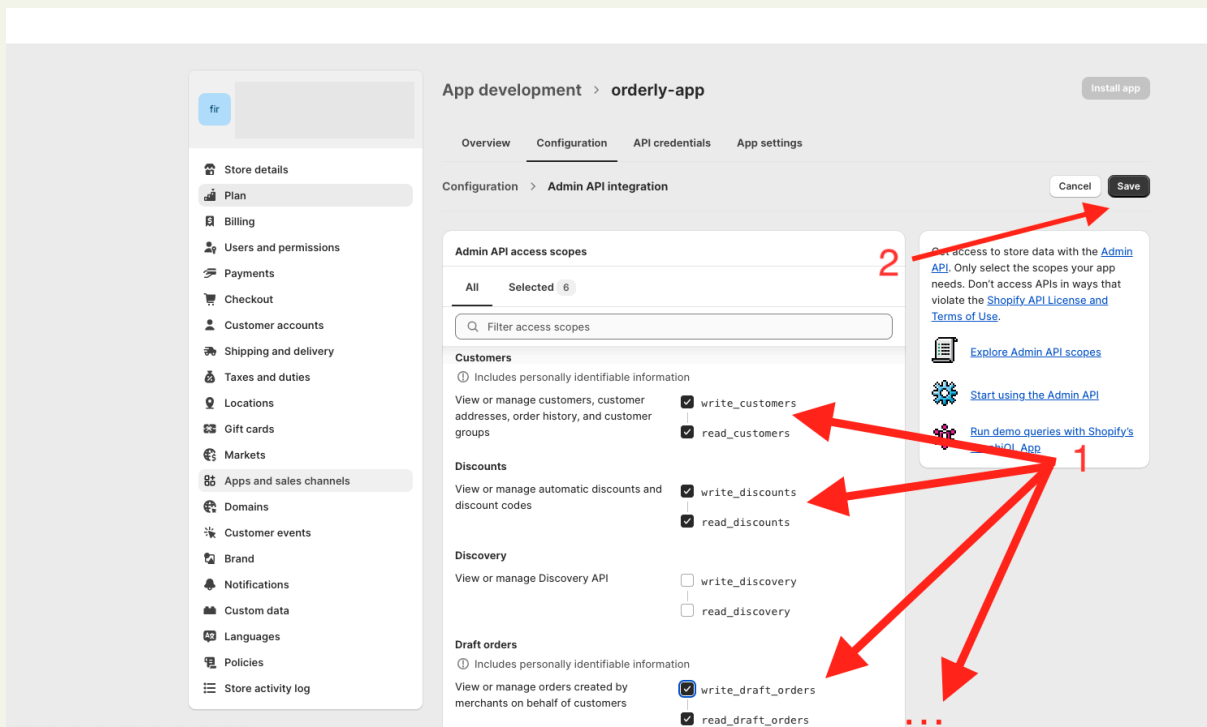 fir
Store details
Plan
Billing
Users and permissions
Payments
Checkout
Customer accounts
Shipping and delivery
Taxes and duties
Locations
Gift cards
Markets
Apps and sales channels
Domains
Customer events
Brand
Notifications
Custom data
Languages
Policies
Store activity log
App development > orderly-app
Install app
Overview Configuration API credentials App settings
Configuration > Admin API integration
Cancel Save
Admin API access scopes
All Selected 6
Filter access scopes
Customers
Includes personally identifiable information
View or manage customers, customer
addresses, order history, and customer
groups
write_customers
read_customers
Discounts
View or manage automatic discounts and
discount codes
write_discounts
read_discounts
Discovery
View or manage Discovery API
write_discovery
read_discovery
Draft orders
Includes personally identifiable information
View or manage orders created by
merchants on behalf of customers
write_draft_orders
read_draft_orders
2
access to store data with the Admin
API. Only select the scopes your app
needs. Don't access APIs in ways that
violate the Shopify API License and
Terms of Use.
Explore Admin API scopes
Start using the Admin API
Run demo queries with Shopify's
App
1
...